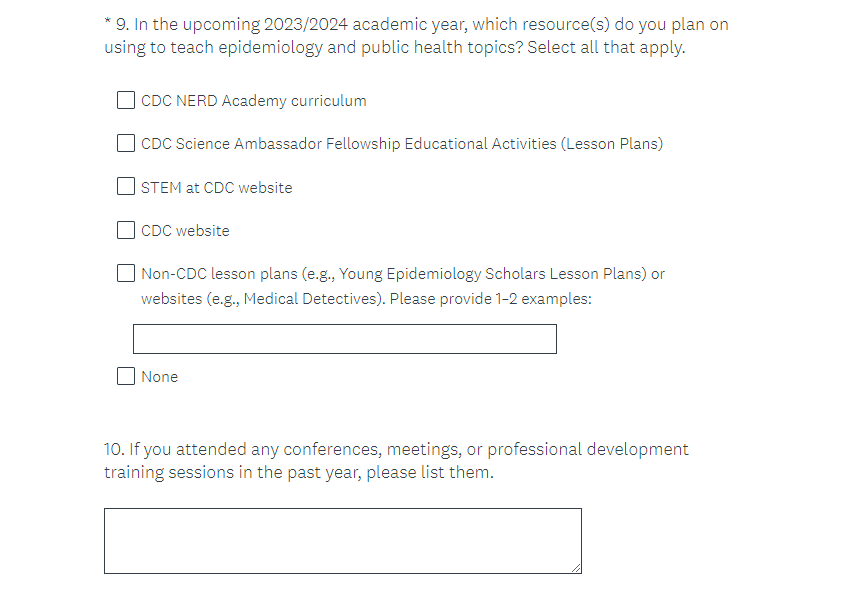 * 9. In the upcoming 2023/2024 academic year, which resource(s) do you plan on
using to teach epidemiology and public health topics? Select all that apply.
CDC NERD Academy curriculum
CDC Science Ambassador Fellowship Educational Activities (Lesson Plans)
STEM at CDC website
CDC website
Non-CDC lesson plans (e.g., Young Epidemiology Scholars Lesson Plans) or
websites (e.g., Medical Detectives). Please provide 1-2 examples:
None
10. If you attended any conferences, meetings, or professional development
training sessions in the past year, please list them.